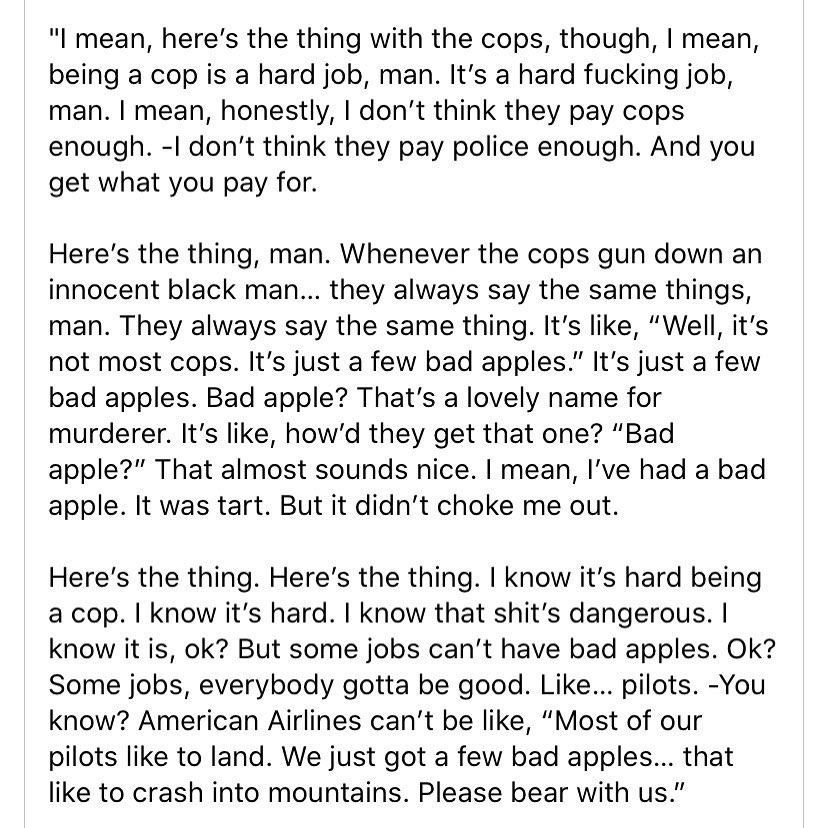 "I mean, here’s the thing with the cops, though, I mean,
being a cop is a hard job, man. It’s a hard fucking job,
man. I mean, honestly, I don’t think they pay cops
enough. -I don’t think they pay police enough. And you
get what you pay for.
Here’s the thing, man. Whenever the cops gun down an
innocent black man... they always say the same things,
man. They always say the same thing. It’s like, “Well, it’s
not most cops. It’s just a few bad apples.” It’s just a few
bad apples. Bad apple? That’s a lovely name for
murderer. It’s like, how’d they get that one? “Bad
apple?” That almost sounds nice. I mean, I’ve had a bad
apple. It was tart. But it didn’t choke me out.
Here’s the thing. Here’s the thing. I know it’s hard being
a cop. I know it’s hard. I know that shit’s dangerous. I
know it is, ok? But some jobs can’t have bad apples. Ok?
Some jobs, everybody gotta be good. Like... pilots. -You
know? American Airlines can’t be like, “Most of our
pilots like to land. We just got a few bad apples... that
like to crash into mountains. Please bear with us.”